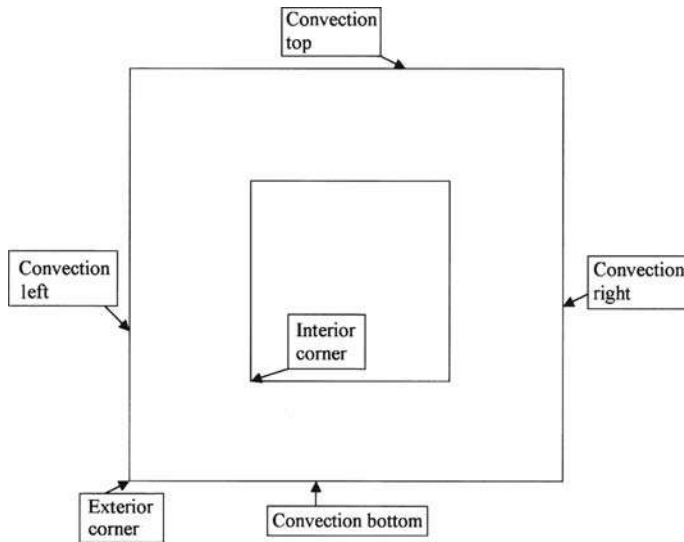 Convection
top
Convection
left
Convection
right
Interior
corner
Exterior
corner
Convection bottom